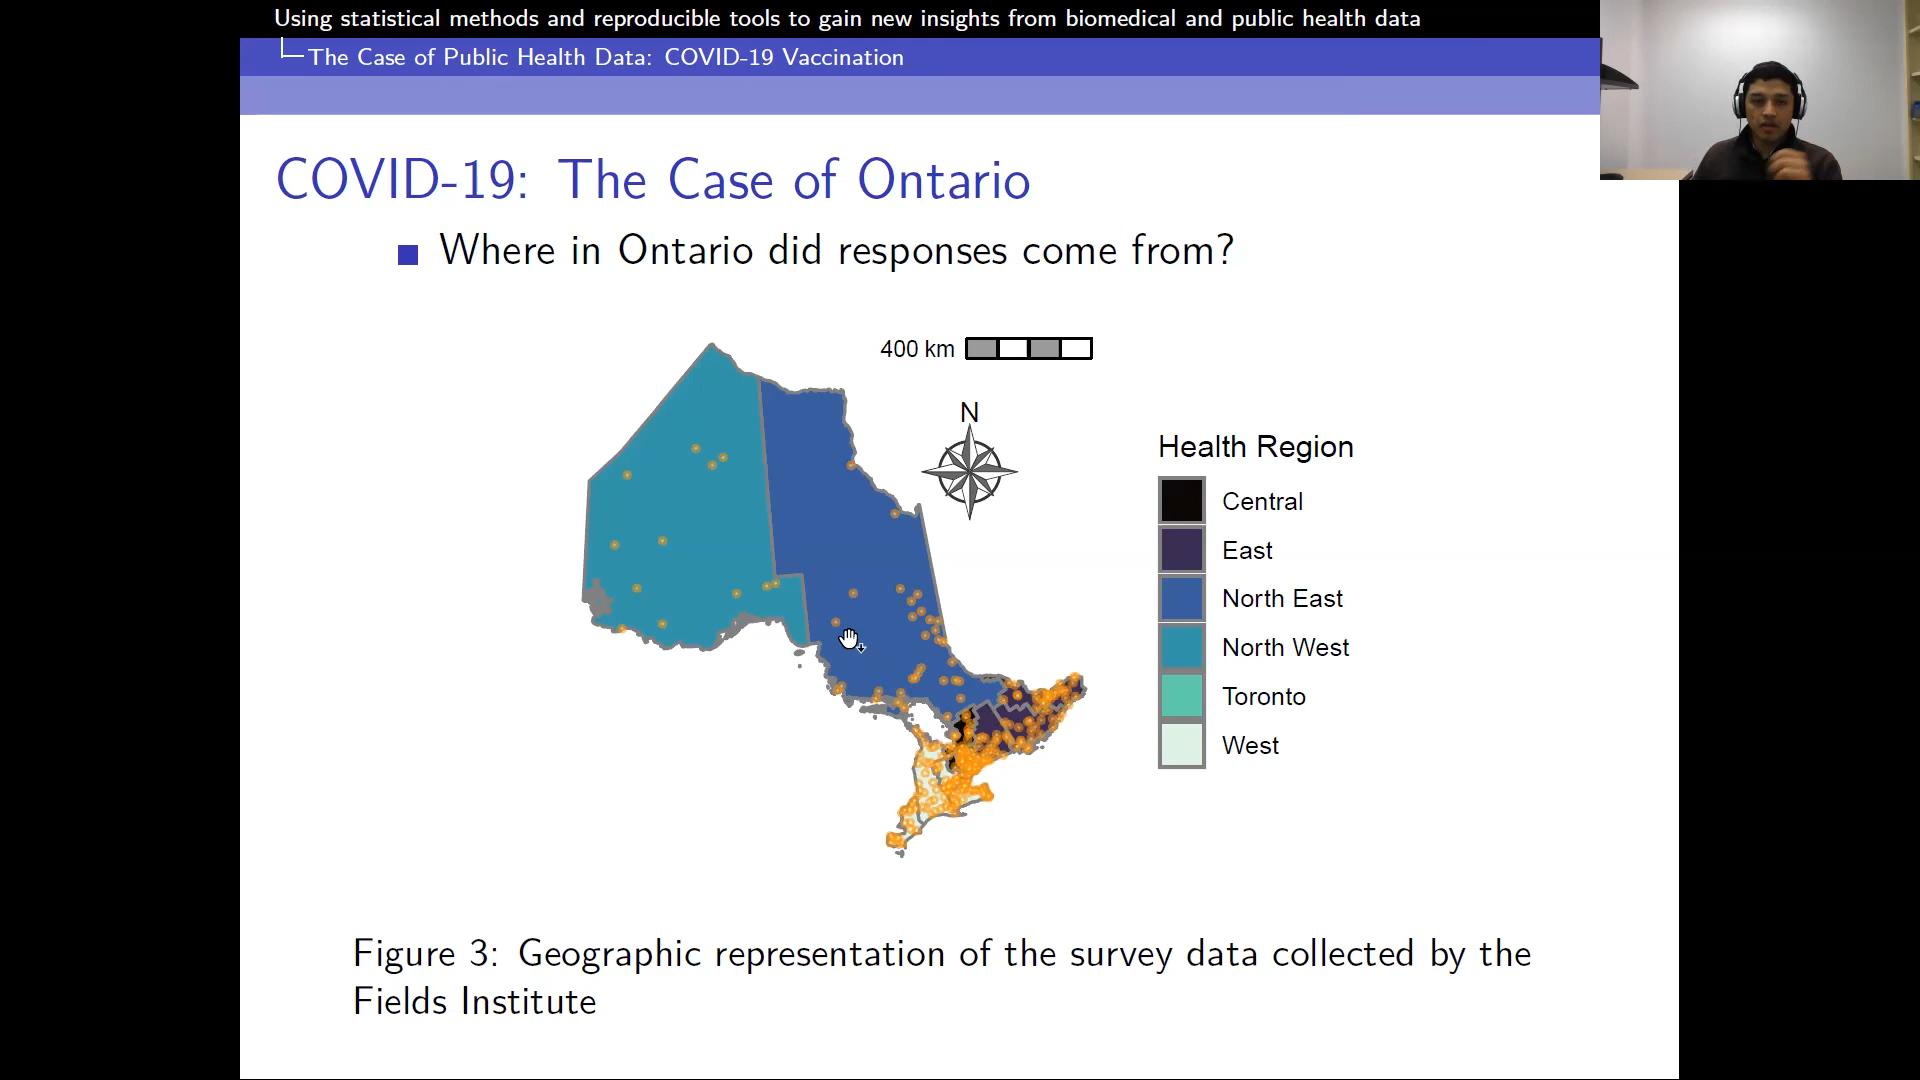 Using statistical methods and reproducible tools to gain new insights from biomedical and public health data
The Case of Public Health Data: COVID-19 Vaccination
COVID-19: The Case of Ontario
Where in Ontario did responses come from?
400 km
N
Health Region
Central
East
North East
North West
Toronto
West
Figure 3: Geographic representation of the survey data collected by the
Fields Institute